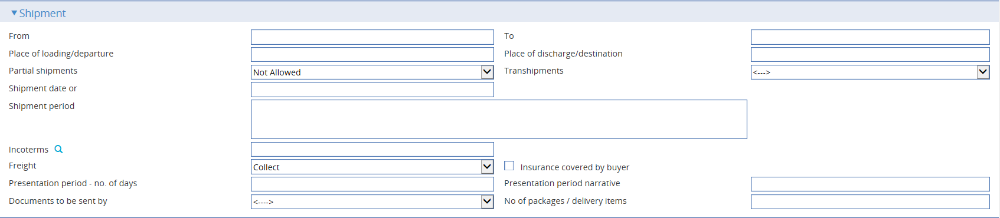 Shipment
From To
Place of loading/departure Place of discharge/destination
Partial shipments Not Allowed Transhipments <--->
Shipment date or
Shipment period
Incoterms
Freight Collect Insurance covered by buyer
Presentation period - no. of days Presentation period narrative
Documents to be sent by <----> No of packages / delivery items